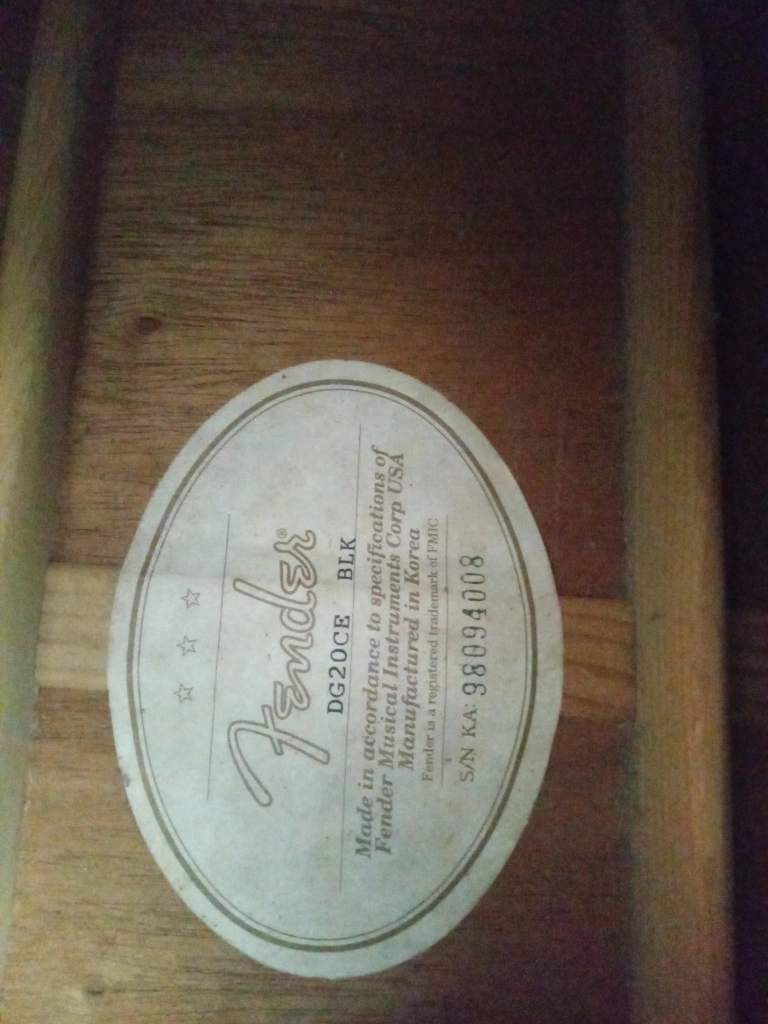 Fender®
DG20CE BLK
Made in accordance to specifications of
Fender Musical Instruments Corp USA
Manufactured in Korea
Fender is a registered trademark of FMIC
S/N KA: 98094008